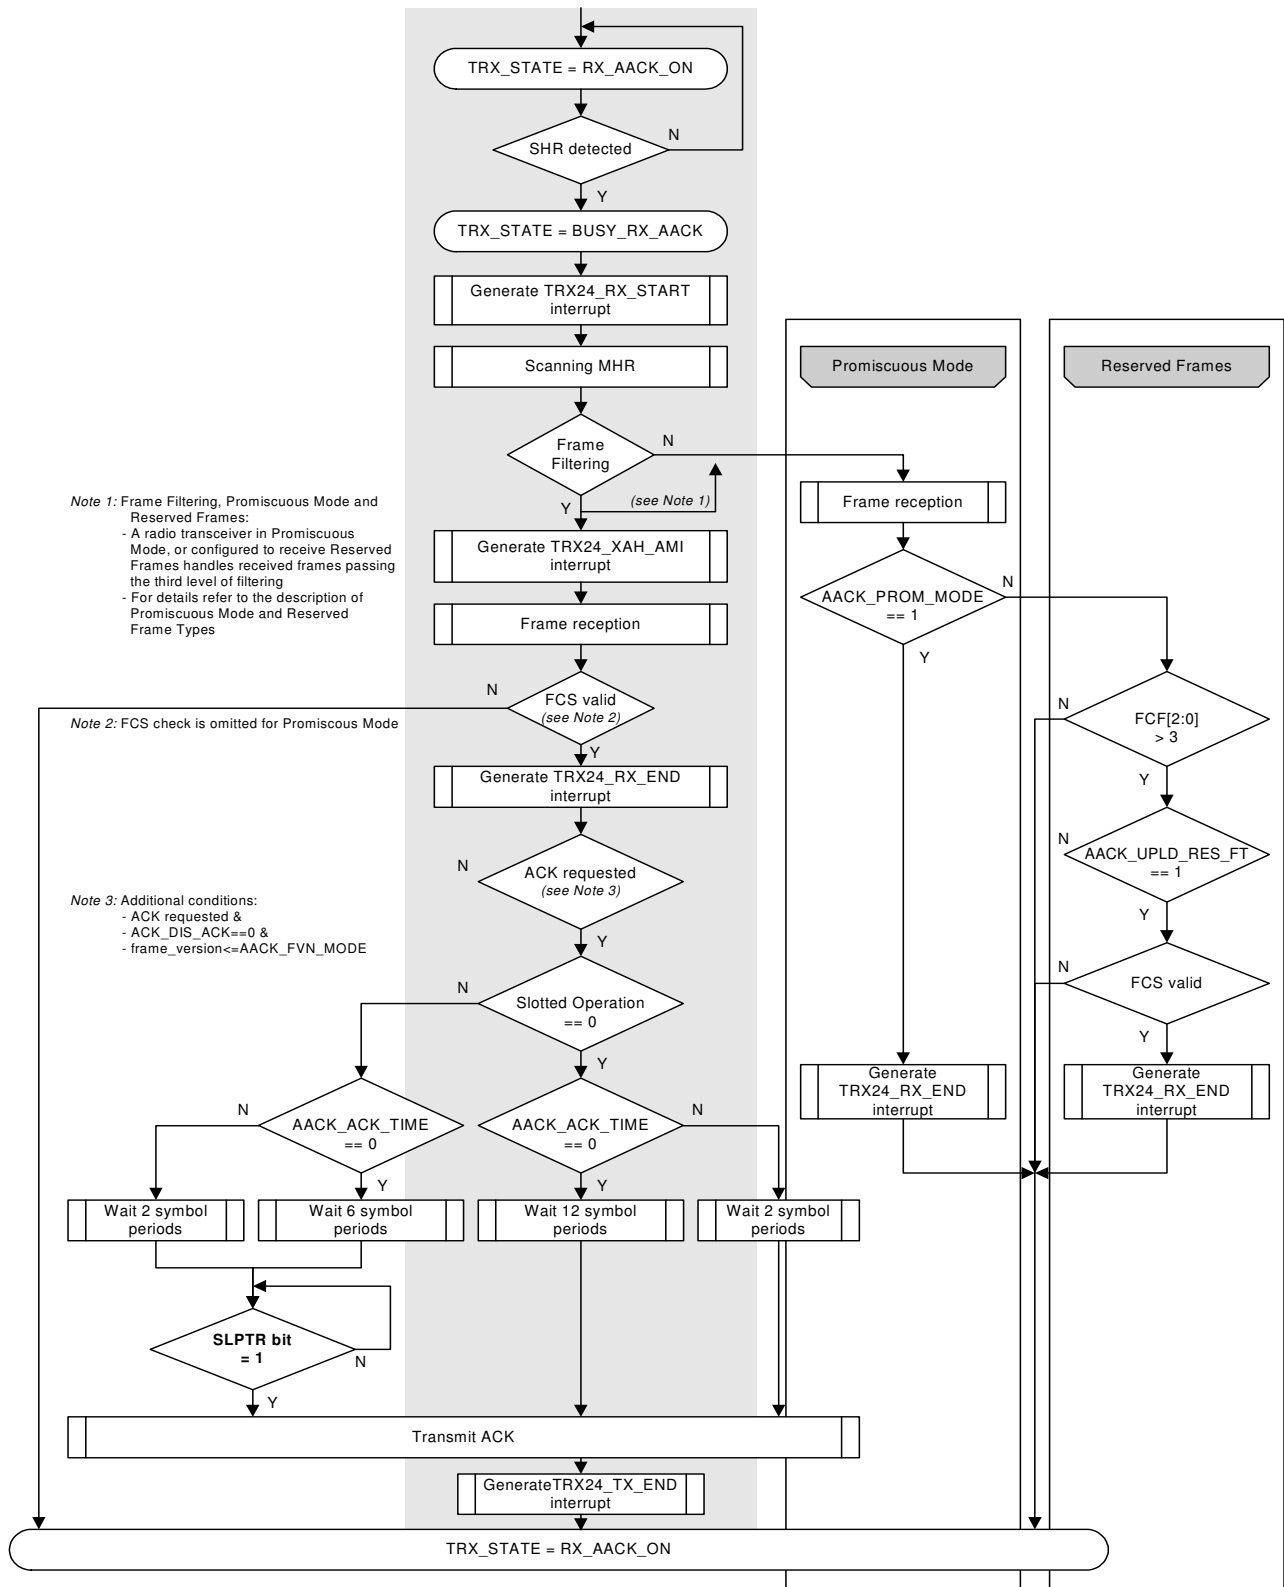 TRX_STATE = RX_AACK_ON
N
SHR detected
Y
TRX_STATE = BUSY_RX_AACK
Generate TRX24_RX_START
interrupt
Scanning MHR
Promiscuous Mode
Reserved Frames
Frame
Filtering
N
(see Note 1)
Y
Note 1: Frame Filtering, Promiscuous Mode and
Reserved Frames:
- A radio transceiver in Promiscuous
Mode, or configured to receive Reserved
Frames handles received frames passing
the third level of filtering
- For details refer to the description of
Promiscuous Mode and Reserved
Frame Types
Frame reception
Generate TRX24_XAH_AMI
interrupt
Frame reception
AACK_PROM_MODE
== 1
N
Y
N
FCS valid
(see Note 2)
Y
Note 2: FCS check is omitted for Promiscous Mode
N
FCF[2:0]
> 3
Y
Generate TRX24_RX_END
interrupt
N
ACK requested
(see Note 3)
Y
N
AACK_UPLD_RES_FT
== 1
Y
Note 3: Additional conditions:
- ACK requested &
- ACK_DIS_ACK==0 &
- frame_version<=AACK_FVN_MODE
N
Slotted Operation
== 0
Y
N
FCS valid
Y
Generate
TRX24_RX_END
interrupt
Generate
TRX24_RX_END
interrupt
N
AACK_ACK_TIME
== 0
Y
AACK_ACK_TIME
== 0
N
Y
Wait 2 symbol
periods
Wait 6 symbol
periods
Wait 12 symbol
periods
Wait 2 symbol
periods
SLPTR bit
= 1
N
Y
Transmit ACK
GenerateTRX24_TX_END
interrupt
TRX_STATE = RX_AACK_ON